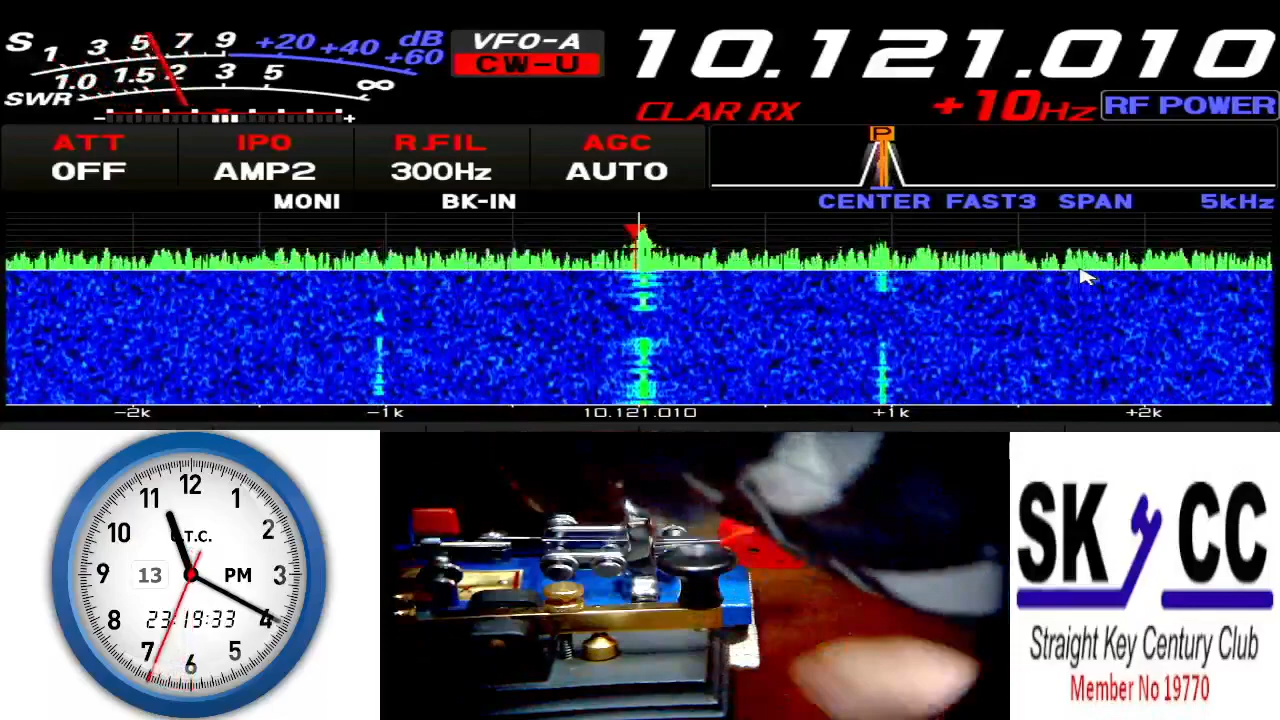 S 1 3 5 7 9 +20 +40 +60 dB
SWR 1.0 1.5 2 3 5 ∞
- +
VFO-A
CW-U
10.121.010
CLAR RX +10Hz RF POWER
ATT IPO R.FIL AGC
OFF AMP2 300Hz AUTO
P
MONI BK-IN CENTER FAST3 SPAN 5kHz
-2k -1k 10.121.010 +1k +2k
12 1 2 3 4 5 6 7 8 9 10 11
U.T.C.
13 PM
23:19:33
SKCC
Straight Key Century Club
Member No 19770